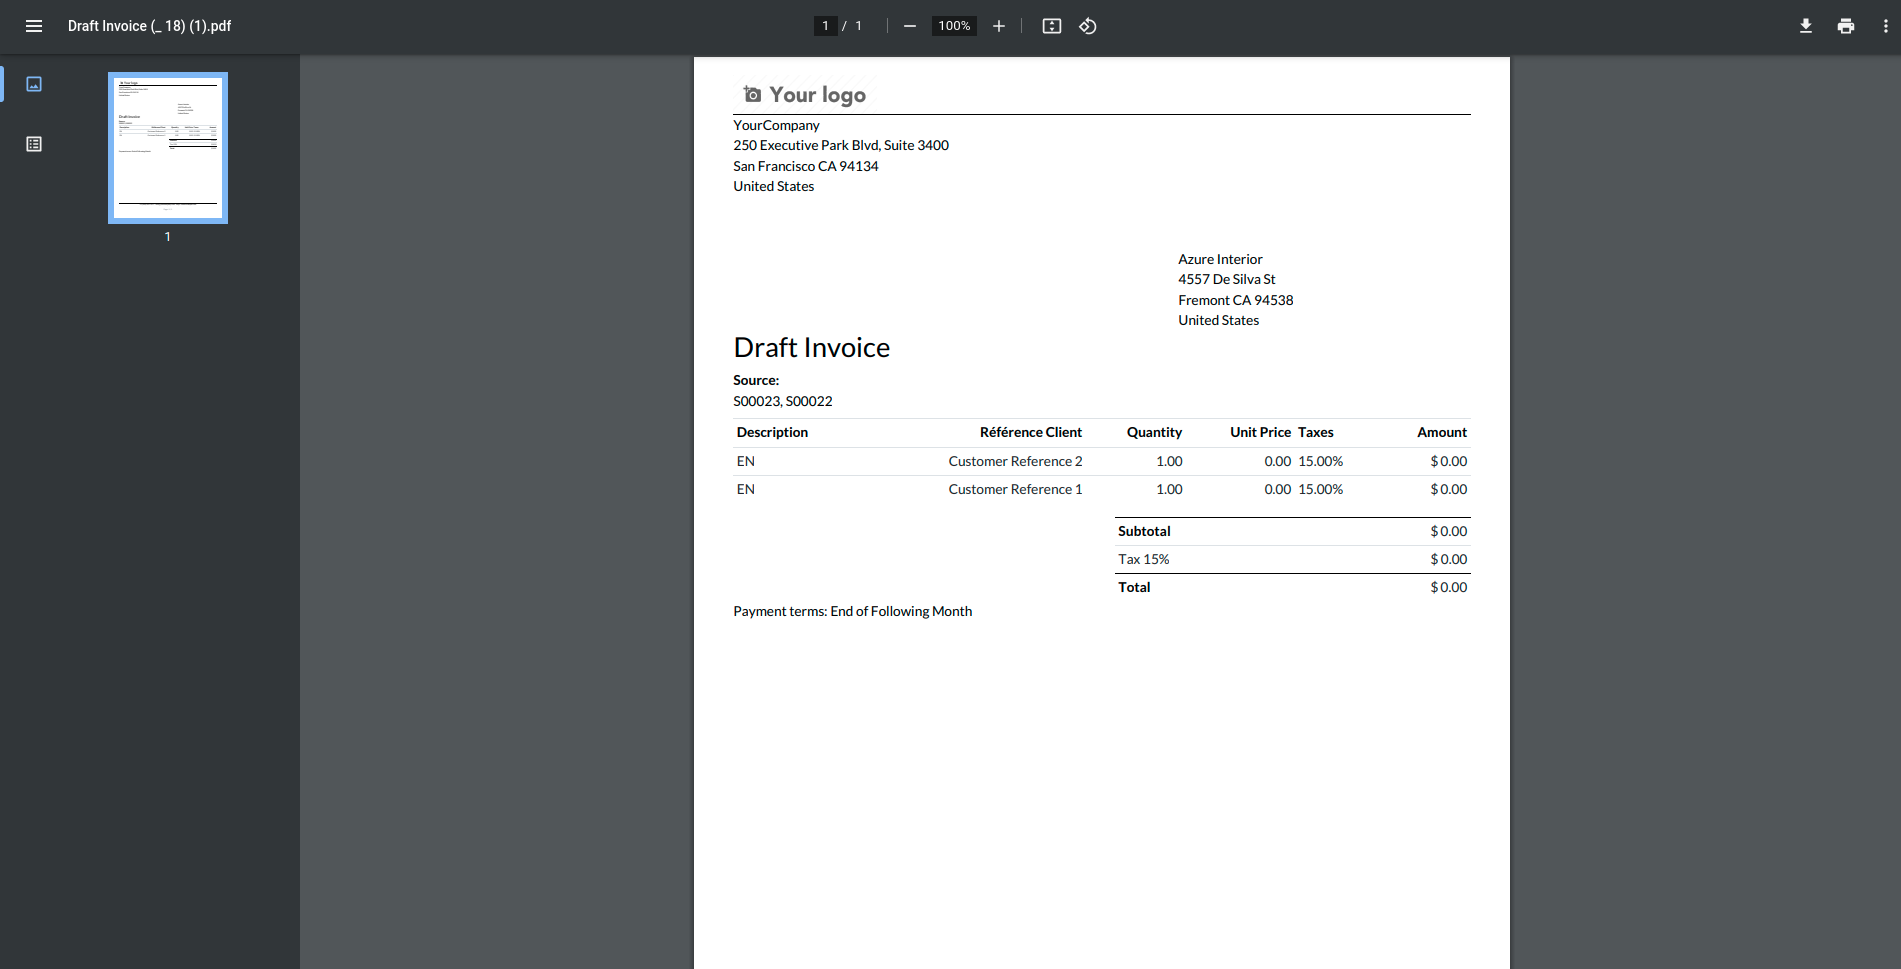 Draft Invoice (_ 18) (1).pdf
1 / 1
100%
1
Your logo
YourCompany
250 Executive Park Blvd, Suite 3400
San Francisco CA 94134
United States
Azure Interior
4557 De Silva St
Fremont CA 94538
United States
Draft Invoice
Source:
S00023, S00022
Description Référence Client Quantity Unit Price Taxes Amount
EN Customer Reference 2 1.00 0.00 15.00% $ 0.00
EN Customer Reference 1 1.00 0.00 15.00% $ 0.00
Subtotal $ 0.00
Tax 15% $ 0.00
Total $ 0.00
Payment terms: End of Following Month